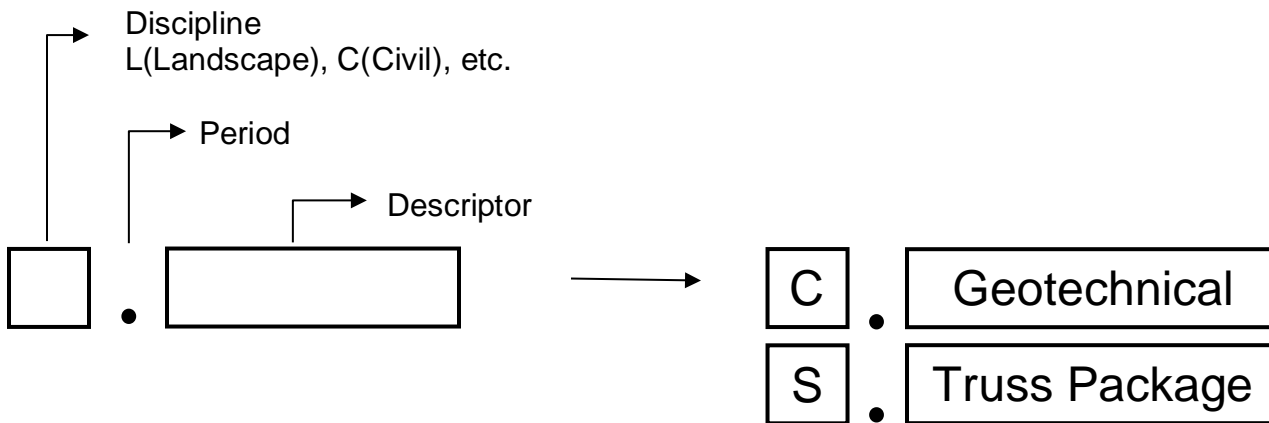 Discipline
L(Landscape), C(Civil), etc.
Period
Descriptor
C . Geotechnical
S . Truss Package